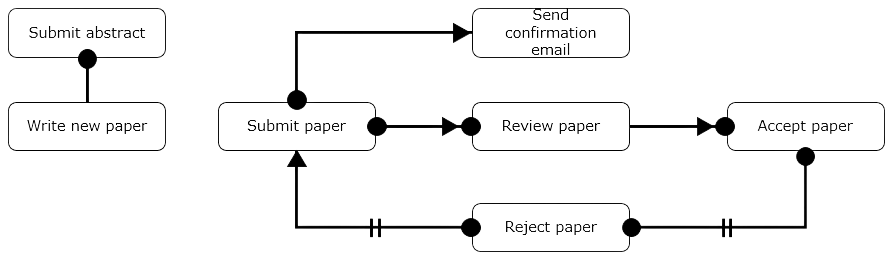 Submit abstract
Send
confirmation
email
Write new paper
Submit paper
Review paper
Accept paper
Reject paper